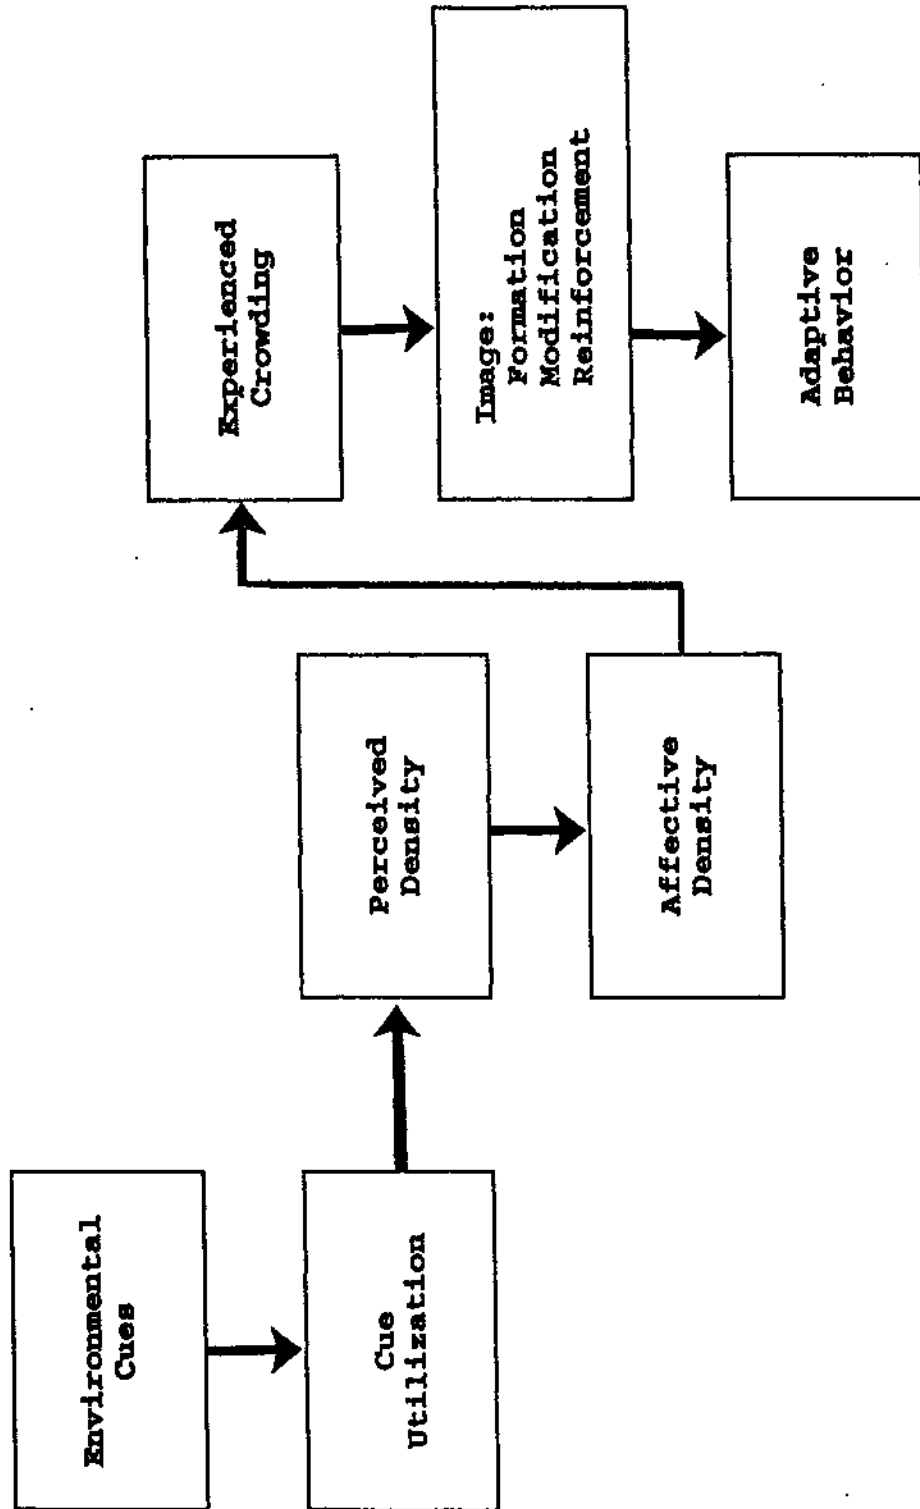 Environmental
Cues
Cue
Utilization
Perceived
Density
Affective
Density
Experienced
Crowding
Image:
Formation
Modification
Reinforcement
Adaptive
Behavior